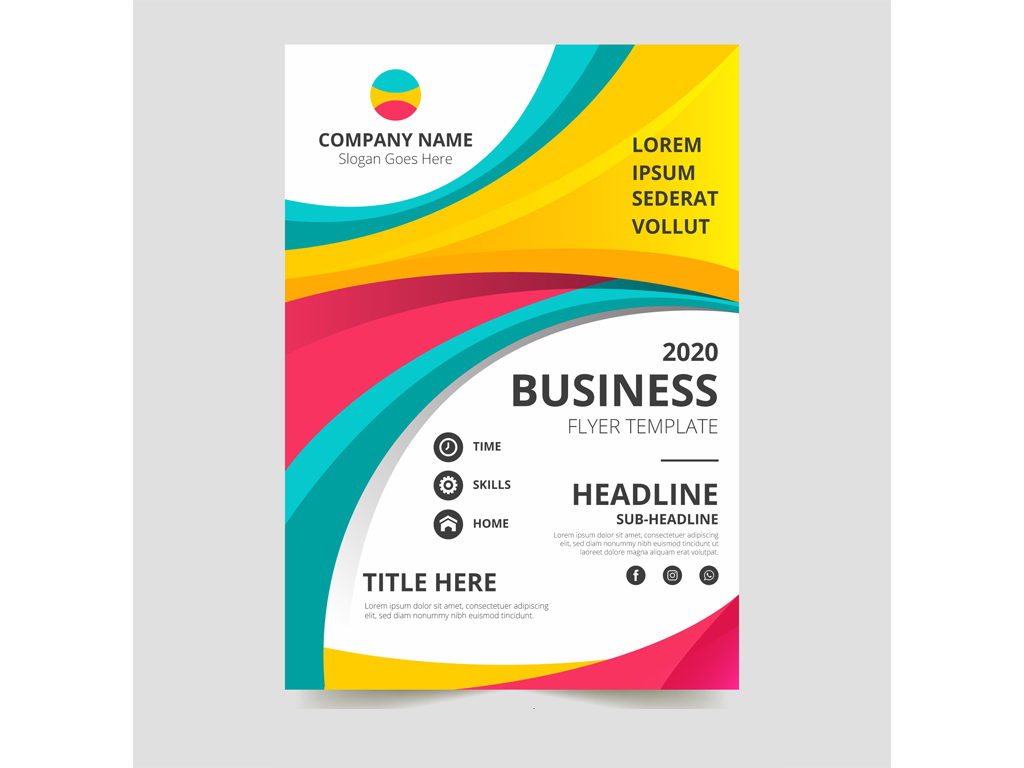 COMPANY NAME
Slogan Goes Here
LOREM
IPSUM
SEDERAT
VOLLUT
2020
BUSINESS
FLYER TEMPLATE
TIME
SKILLS
HOME
HEADLINE
SUB-HEADLINE
Lorem ipsum dolor sit amet, consectetuer adipiscing
elit, sed diam nonummy nibh euismod tincidunt ut
laoreet dolore magna aliquam erat volutpat.
TITLE HERE
Lorem ipsum dolor sit amet, consectetuer adipiscing
elit, sed diam nonummy nibh euismod tincidunt.